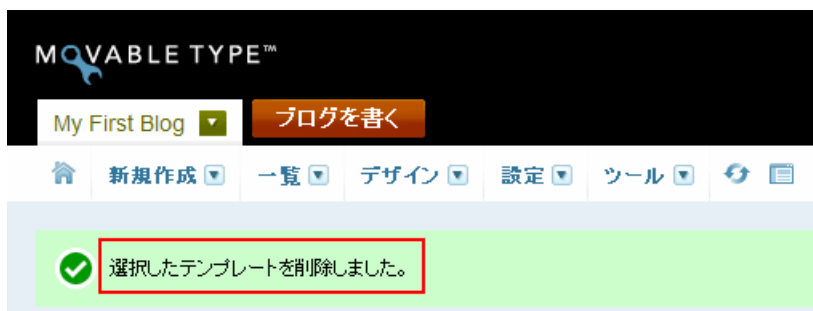 MOVABLE TYPE™
My First Blog ブログを書く
新規作成 一覧 デザイン 設定 ツール
選択したテンプレートを削除しました。